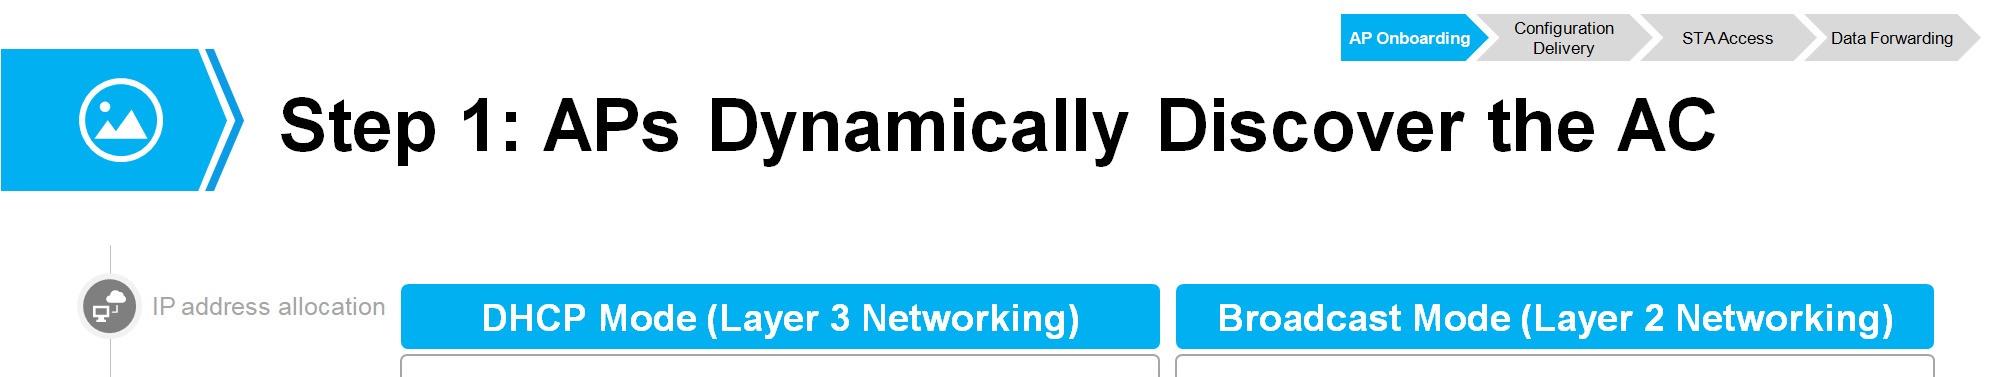 AP Onboarding
Configuration
Delivery
STA Access
Data Forwarding
Step 1: APs Dynamically Discover the AC
IP address allocation
DHCP Mode (Layer 3 Networking)
Broadcast Mode (Layer 2 Networking)